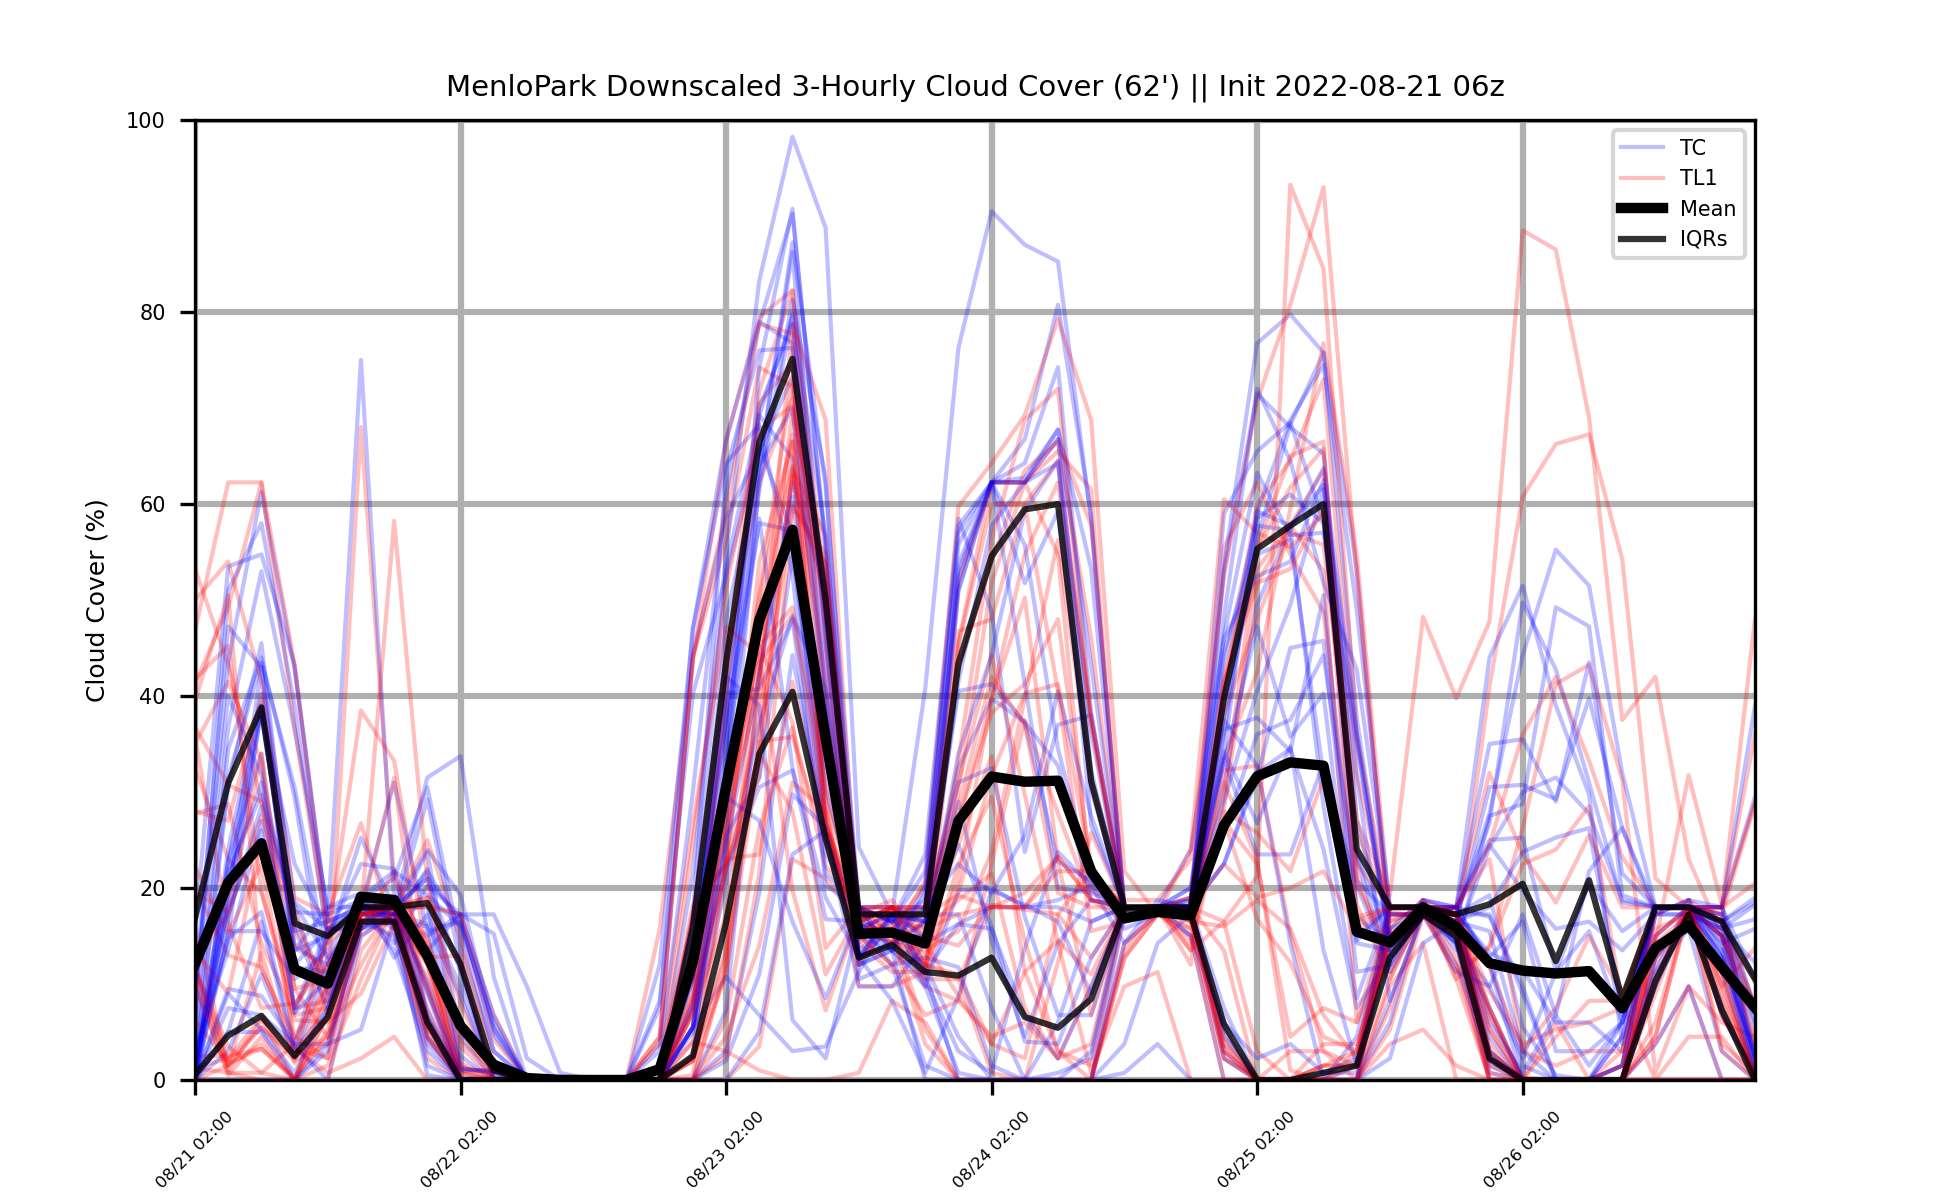 MenloPark Downscaled 3-Hourly Cloud Cover (62') || Init 2022-08-21 06z
Cloud Cover (%)
100
80
60
40
20
0
TC
TL1
Mean
IQRs
08/21 02:00
08/22 02:00
08/23 02:00
08/24 02:00
08/25 02:00
08/26 02:00